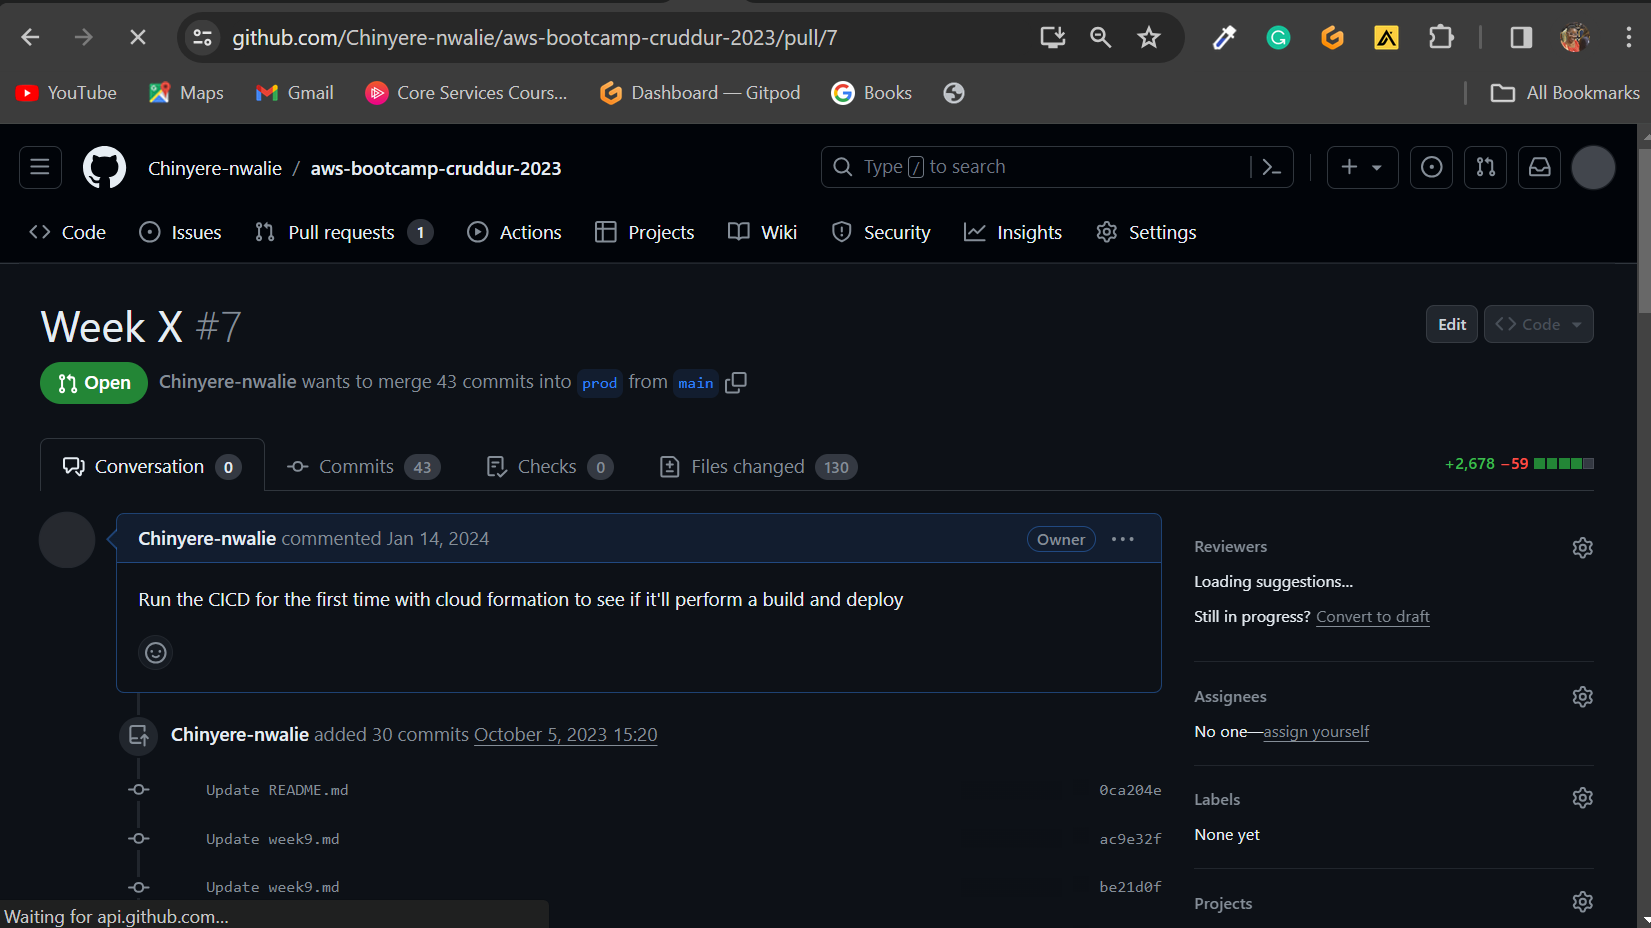 github.com/Chinyere-nwalie/aws-bootcamp-cruddur-2023/pull/7
YouTube Maps Gmail Core Services Cours... Dashboard — Gitpod Books All Bookmarks
Chinyere-nwalie / aws-bootcamp-cruddur-2023 Type / to search
Code Issues Pull requests 1 Actions Projects Wiki Security Insights Settings
Week X #7 Edit Code
Open Chinyere-nwalie wants to merge 43 commits into prod from main
Conversation 0 Commits 43 Checks 0 Files changed 130 +2,678 −59
Chinyere-nwalie commented Jan 14, 2024 Owner ...
Run the CICD for the first time with cloud formation to see if it'll perform a build and deploy
Chinyere-nwalie added 30 commits October 5, 2023 15:20
Update README.md 0ca204e
Update week9.md ac9e32f
Update week9.md be21d0f
Reviewers
Loading suggestions...
Still in progress? Convert to draft
Assignees
No one—assign yourself
Labels
None yet
Projects
Waiting for api.github.com...